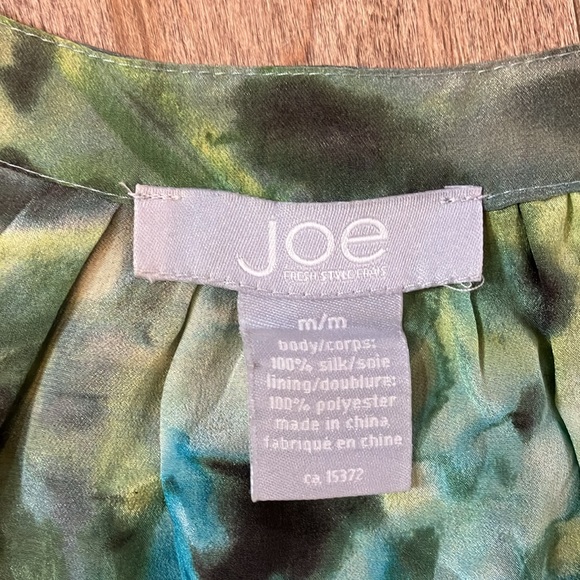 joe
FRESH STYLE
m/m
body/corps:
100% silk/soie
lining/doublure:
100% polyester
made in china
fabriqué en chine
ca 15372